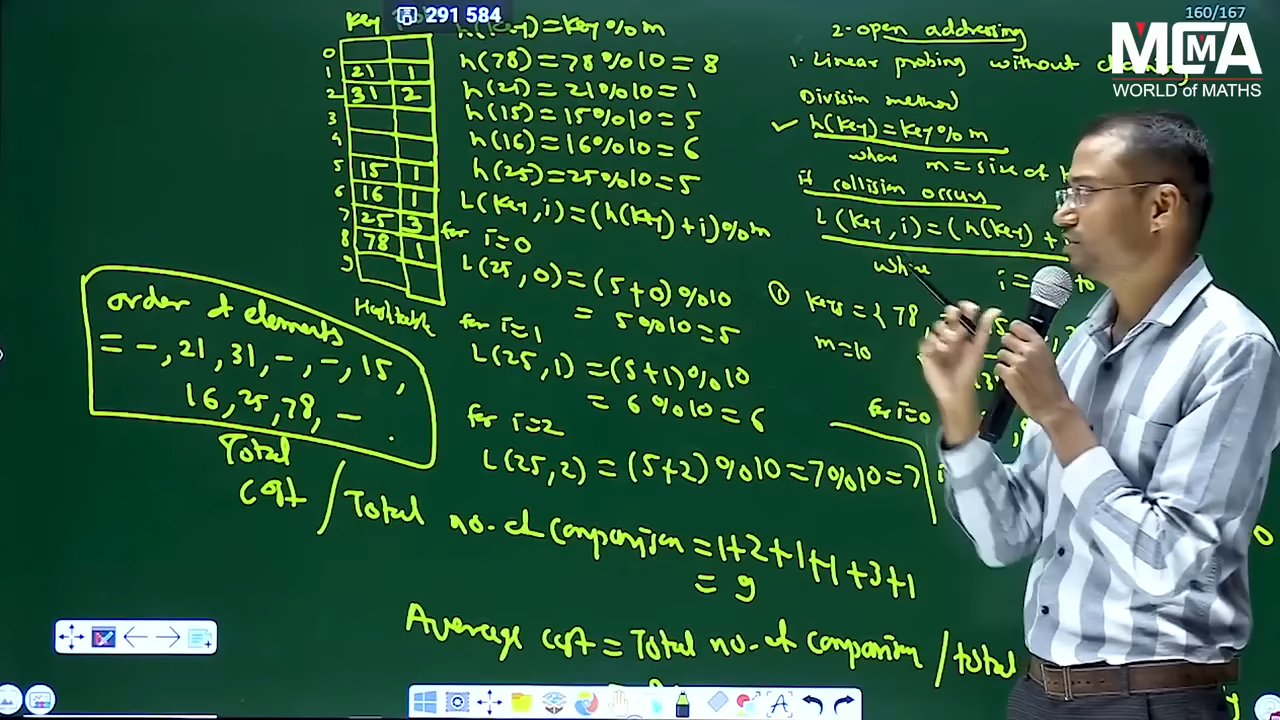 291 584
160/167
MCA
M
WORLD of MATHS
Key
0
1 21 1
2 31 2
3
4
5 15 1
6 16 1
7 25 3
8 78 1
9
Hashtable
h(key)=key%m
h(78)=78%10=8
h(21)=21%10=1
h(15)=15%10=5
h(16)=16%10=6
h(25)=25%10=5
L(key,i)=(h(key)+i)%m
for i=0
L(25,0)=(5+0)%10
=5%10=5
for i=1
L(25,1)=(5+1)%10
=6%10=6
for i=2
L(25,2)=(5+2)%10=7%10=7
order of elements
= -,21,31,-,-,15,
16,25,78,- .
Total
cost / Total no. of comparison =1+2+1+1+3+1
=9
Average cost = Total no. of comparison / total
2. open addressing
1. Linear probing without
Division method
✓ h(key)=key%m
where m=size of
if collision occurs
L(key,i)=(h(key)+
where i=
① keys={78,
m=10
for i=0
A